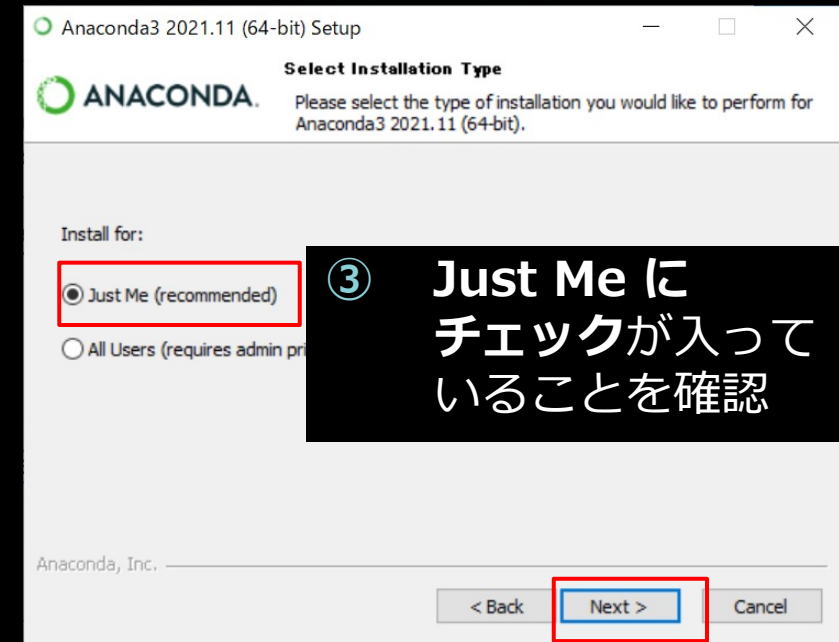 Anaconda3 2021.11 (64-bit) Setup
ANACONDA.
Select Installation Type
Please select the type of installation you would like to perform for
Anaconda3 2021.11 (64-bit).
Install for:
Just Me (recommended)
All Users (requires admin pri
③ Just Me に
チェックが入って
いることを確認
Anaconda, Inc.
< Back
Next >
Cancel